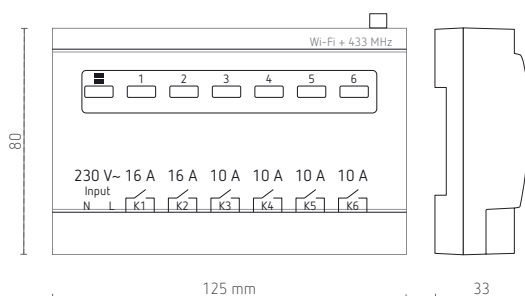 Wi-Fi + 433 MHz
1 2 3 4 5 6
80
230 V~ 16 A 16 A 10 A 10 A 10 A 10 A
Input
N L K1 K2 K3 K4 K5 K6
125 mm 33